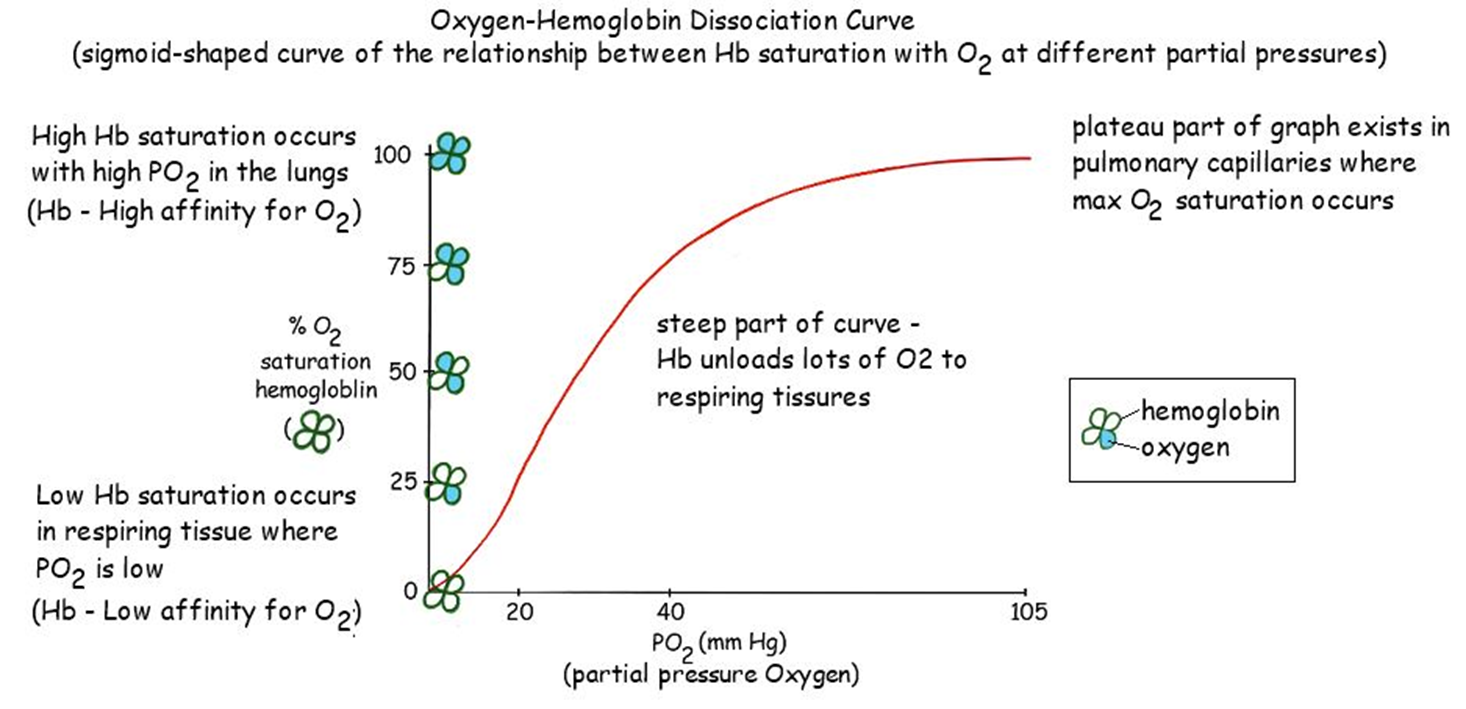 Oxygen-Hemoglobin Dissociation Curve
(sigmoid-shaped curve of the relationship between Hb saturation with O2 at different partial pressures)
High Hb saturation occurs
with high PO2 in the lungs
(Hb - High affinity for O2)
100
75
50
25
0
plateau part of graph exists in
pulmonary capillaries where
max O2 saturation occurs
% O2
saturation
hemogloblin
( )
steep part of curve -
Hb unloads lots of O2 to
respiring tissures
hemoglobin
oxygen
Low Hb saturation occurs
in respiring tissue where
PO2 is low
(Hb - Low affinity for O2)
20 40 105
PO2 (mm Hg)
(partial pressure Oxygen)